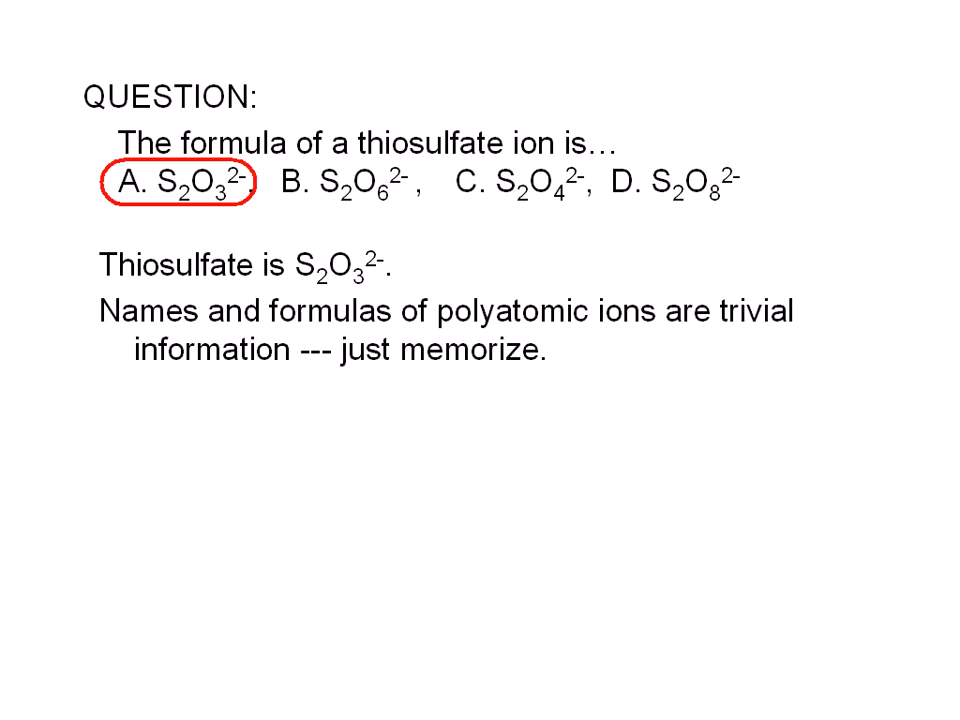 QUESTION:
The formula of a thiosulfate ion is…
A. S₂O₃²⁻, B. S₂O₆²⁻ , C. S₂O₄²⁻, D. S₂O₈²⁻
Thiosulfate is S₂O₃²⁻.
Names and formulas of polyatomic ions are trivial
information --- just memorize.